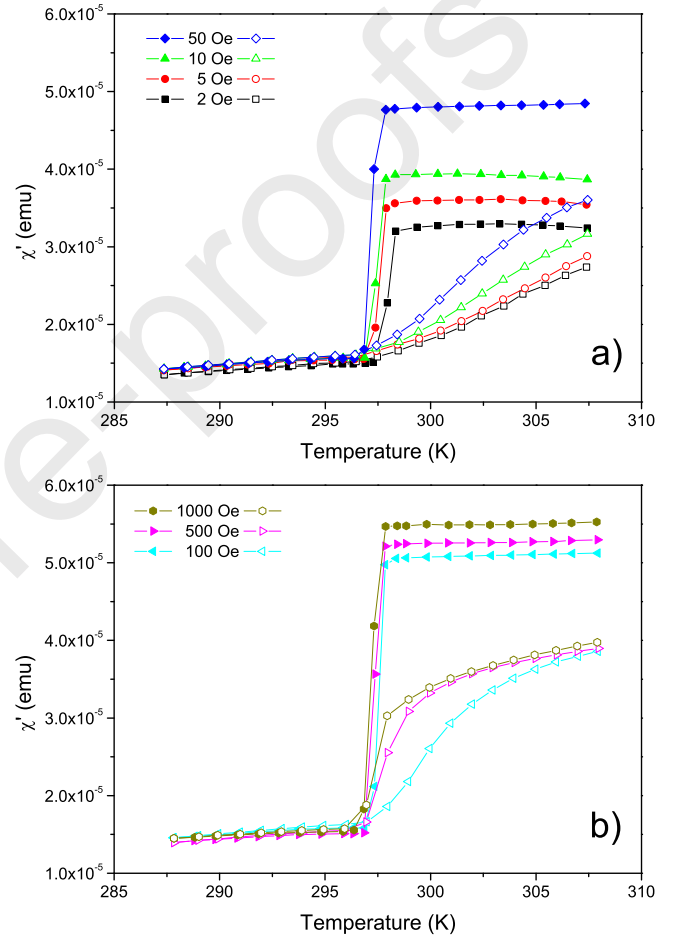 6.0x10⁻⁵
50 Oe
10 Oe
5 Oe
2 Oe
5.0x10⁻⁵
4.0x10⁻⁵
χ' (emu)
3.0x10⁻⁵
2.0x10⁻⁵
a)
1.0x10⁻⁵
285 290 295 300 305 310
Temperature (K)
6.0x10⁻⁵
1000 Oe
500 Oe
100 Oe
5.0x10⁻⁵
4.0x10⁻⁵
χ' (emu)
3.0x10⁻⁵
2.0x10⁻⁵
b)
1.0x10⁻⁵
285 290 295 300 305 310
Temperature (K)
re-proofs